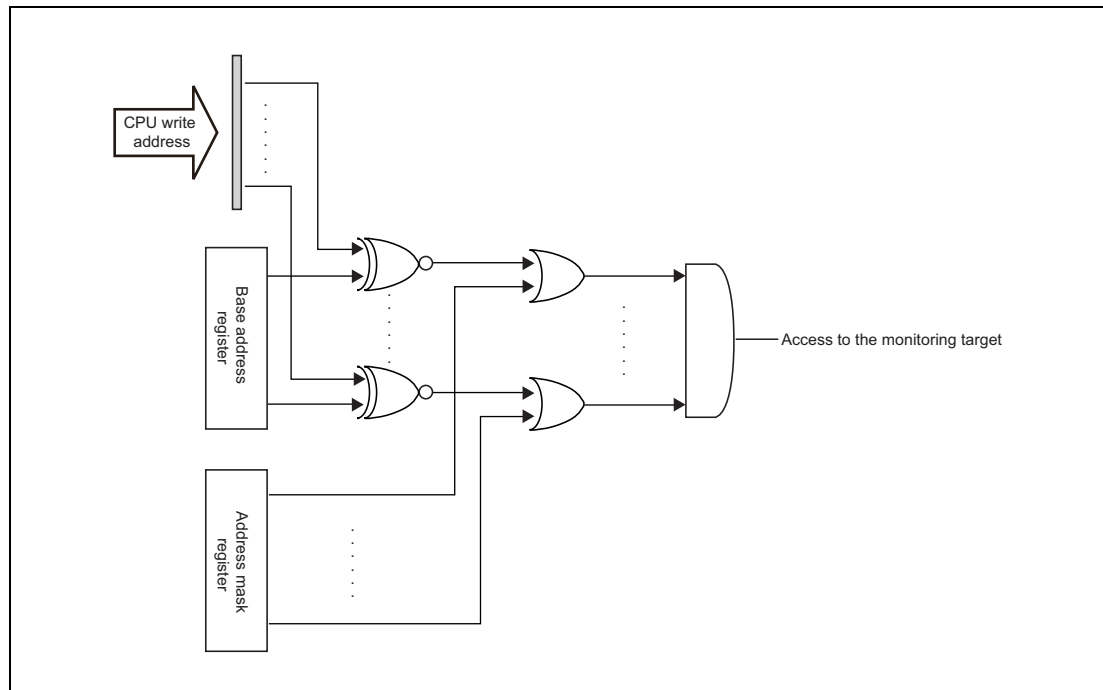 CPU write
address
Base address
register
Access to the monitoring target
Address mask
register